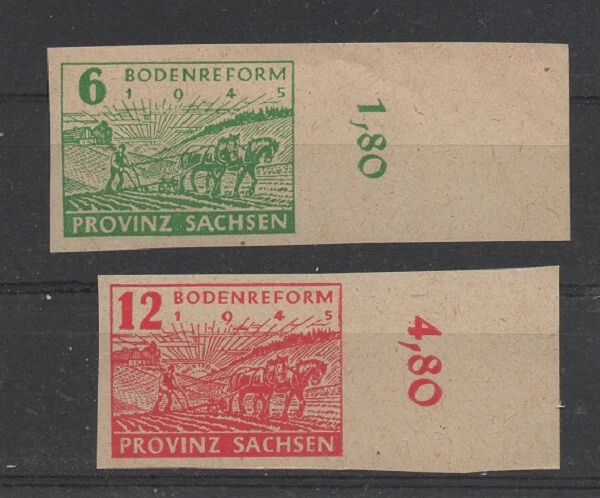 6 BODENREFORM
1 9 4 5
PROVINZ SACHSEN
1,80
12 BODENREFORM
1 9 4 5
PROVINZ SACHSEN
4,80